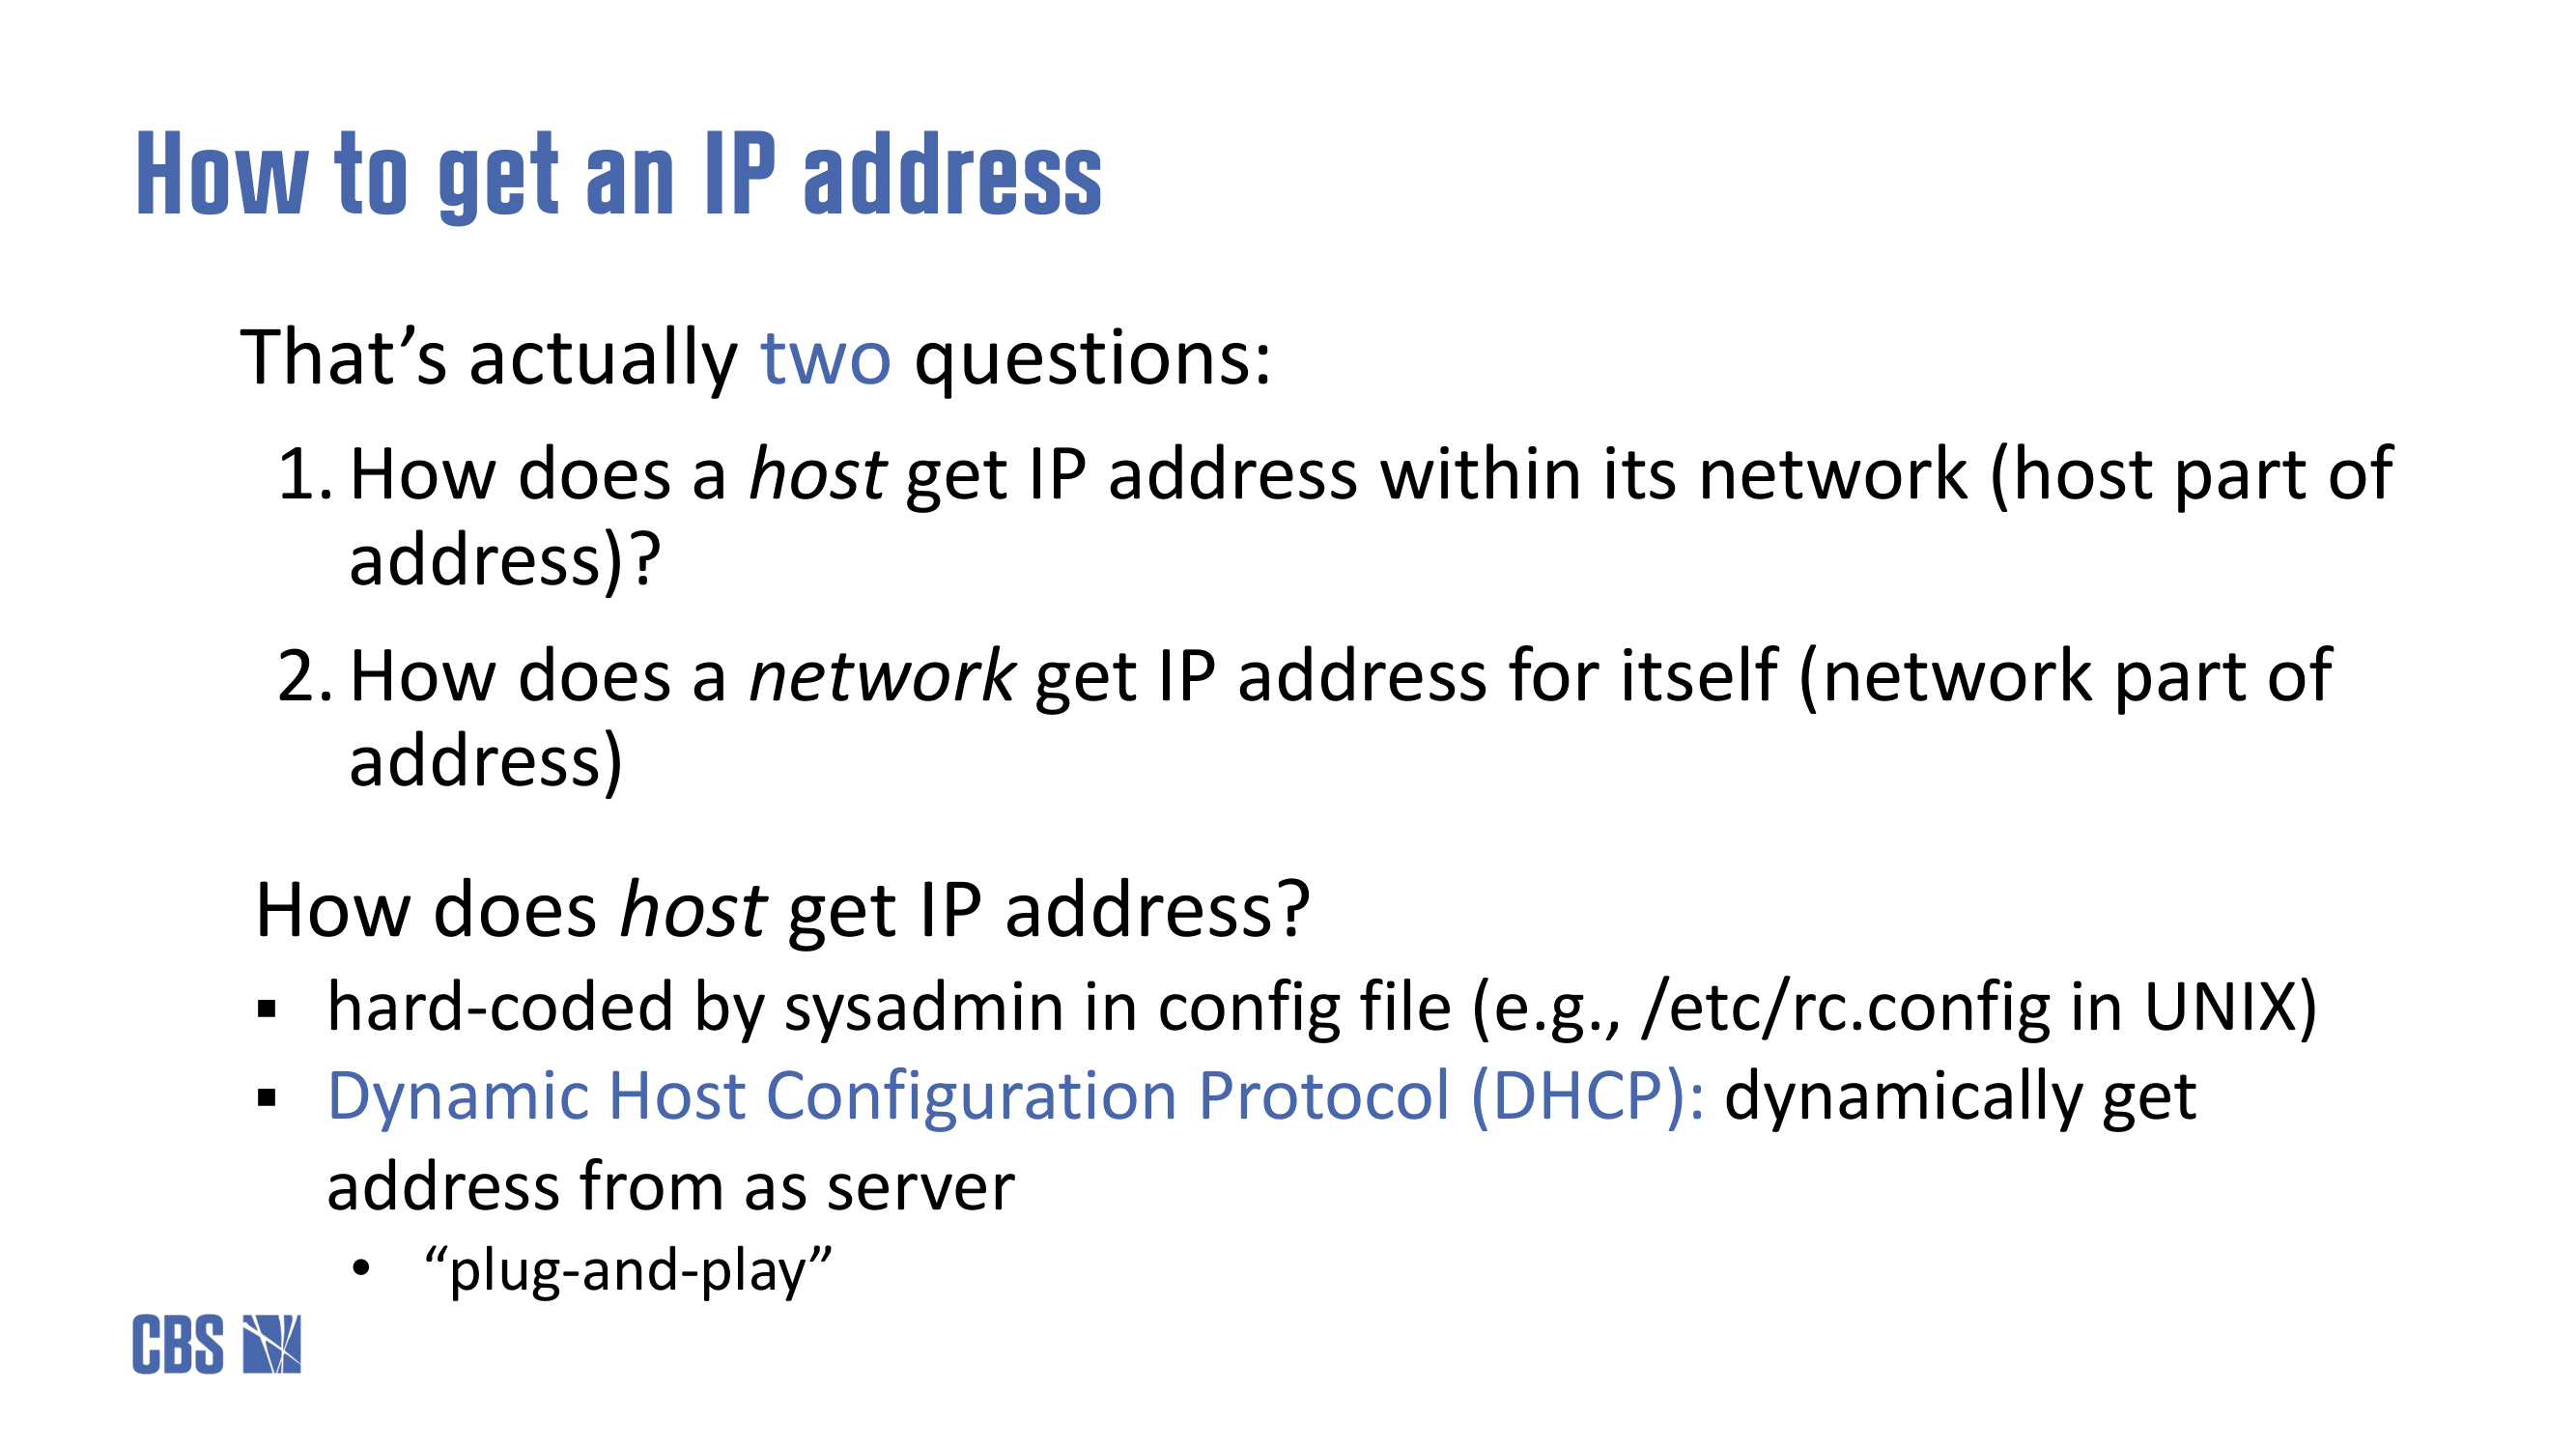 How to get an IP address
That’s actually two questions:
1. How does a host get IP address within its network (host part of
address)?
2. How does a network get IP address for itself (network part of
address)
How does host get IP address?
▪ hard-coded by sysadmin in config file (e.g., /etc/rc.config in UNIX)
▪ Dynamic Host Configuration Protocol (DHCP): dynamically get
address from as server
• “plug-and-play”
CBS